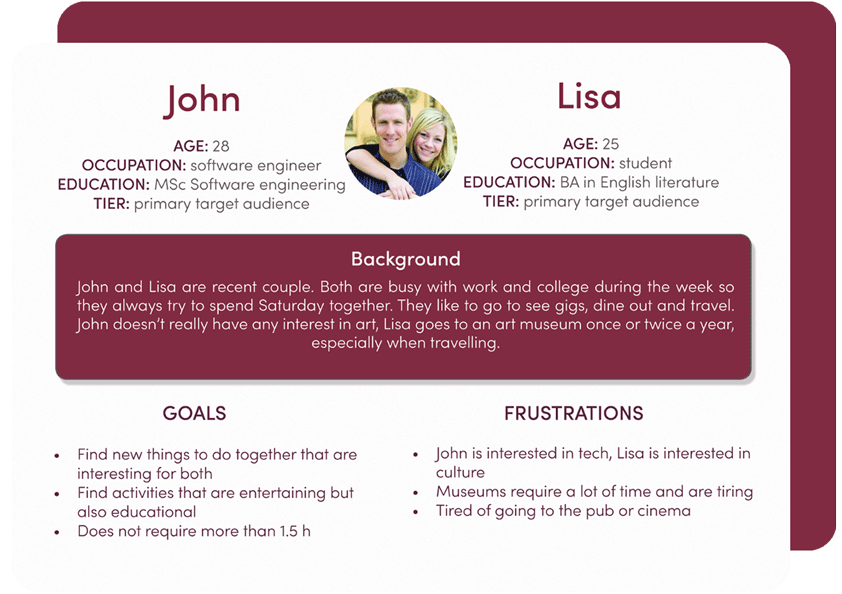 John
AGE: 28
OCCUPATION: software engineer
EDUCATION: MSc Software engineering
TIER: primary target audience
Lisa
AGE: 25
OCCUPATION: student
EDUCATION: BA in English literature
TIER: primary target audience
Background
John and Lisa are recent couple. Both are busy with work and college during the week so
they always try to spend Saturday together. They like to go to see gigs, dine out and travel.
John doesn’t really have any interest in art, Lisa goes to an art museum once or twice a year,
especially when travelling.
GOALS
• Find new things to do together that are
interesting for both
• Find activities that are entertaining but
also educational
• Does not require more than 1.5 h
FRUSTRATIONS
• John is interested in tech, Lisa is interested in
culture
• Museums require a lot of time and are tiring
• Tired of going to the pub or cinema